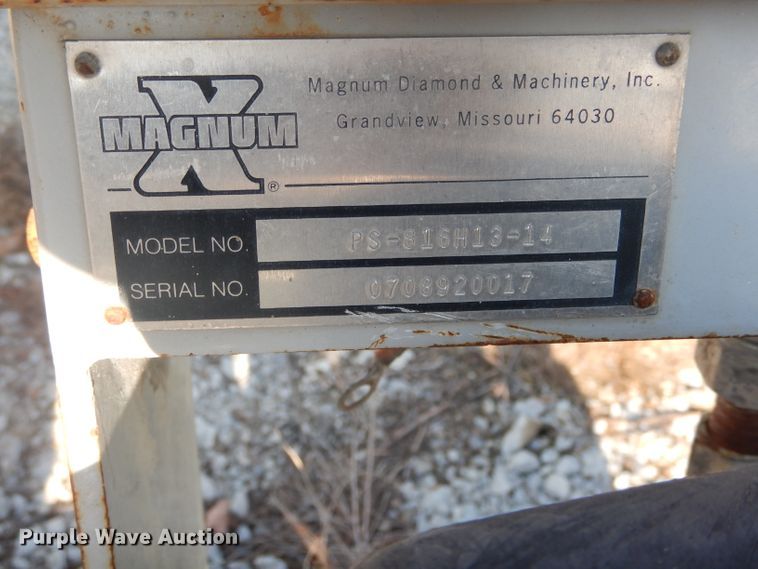 Magnum Diamond & Machinery, Inc.
Grandview, Missouri 64030
X
MAGNUM
®
MODEL NO. PS-816H13-14
SERIAL NO. 0708920017
Purple Wave Auction®